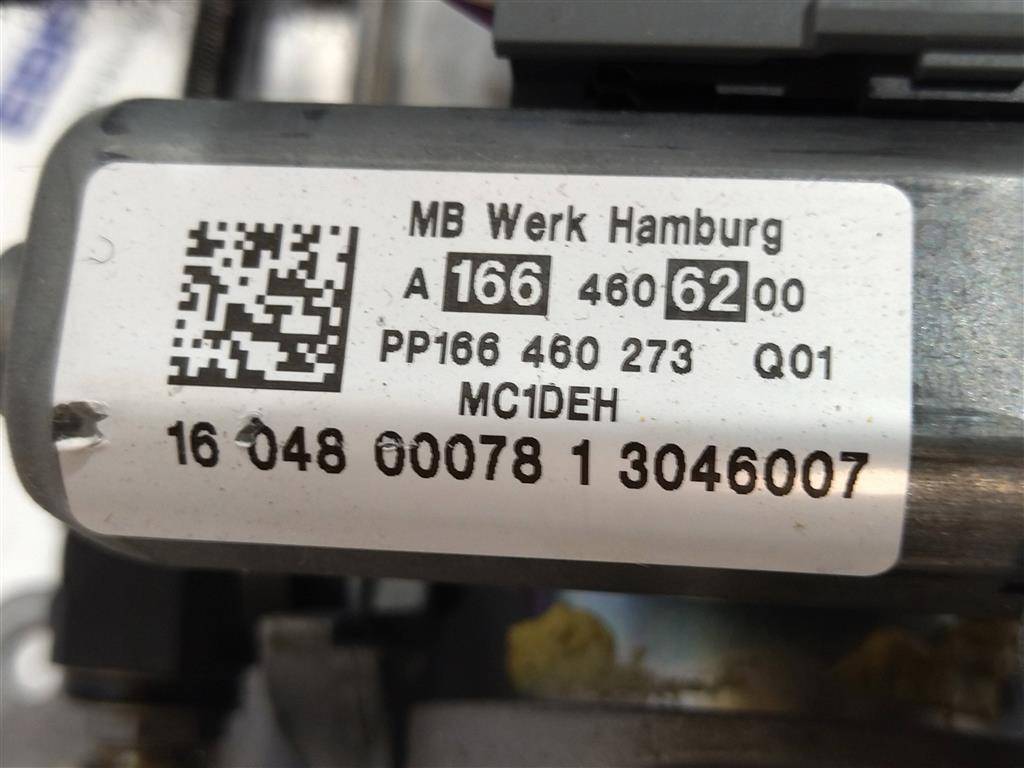 MB Werk Hamburg
A 166 460 62 00
PP166 460 273 Q01
MC1DEH
16 048 00078 1 3046007